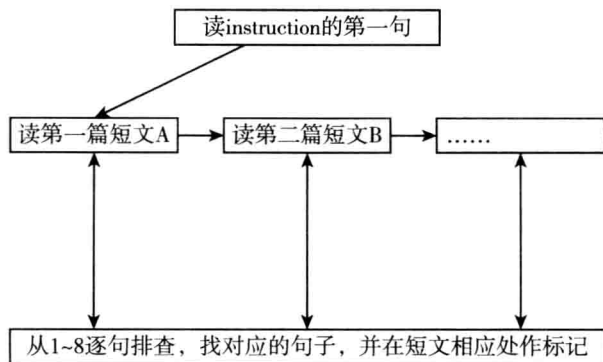 读instruction的第一句
读第一篇短文A
读第二篇短文B
……
从1~8逐句排查，找对应的句子，并在短文相应处作标记